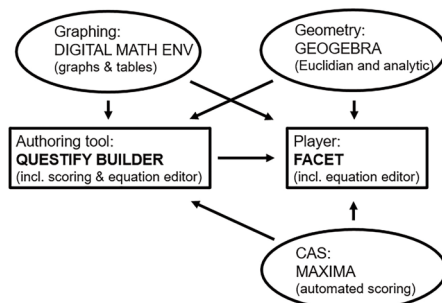 Graphing:
DIGITAL MATH ENV
(graphs & tables)
Geometry:
GEOGEBRA
(Euclidian and analytic)
Authoring tool:
QUESTIFY BUILDER
(incl. scoring & equation editor)
Player:
FACET
(incl. equation editor)
CAS:
MAXIMA
(automated scoring)